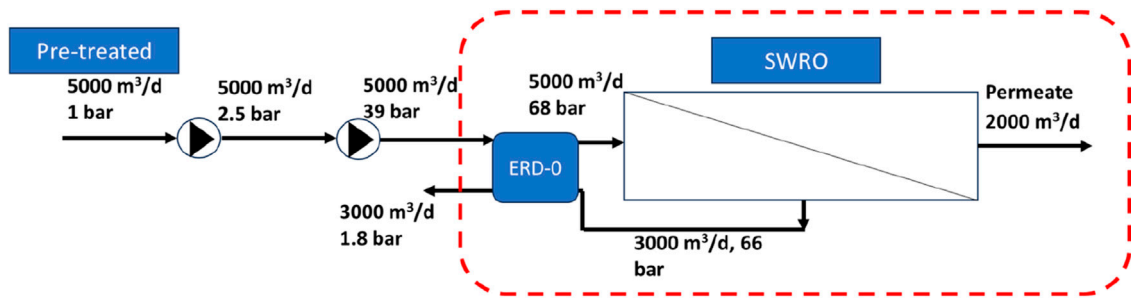 Pre-treated
5000 m³/d
1 bar
5000 m³/d
2.5 bar
5000 m³/d
39 bar
5000 m³/d
68 bar
SWRO
Permeate
2000 m³/d
ERD-0
3000 m³/d
1.8 bar
3000 m³/d, 66
bar